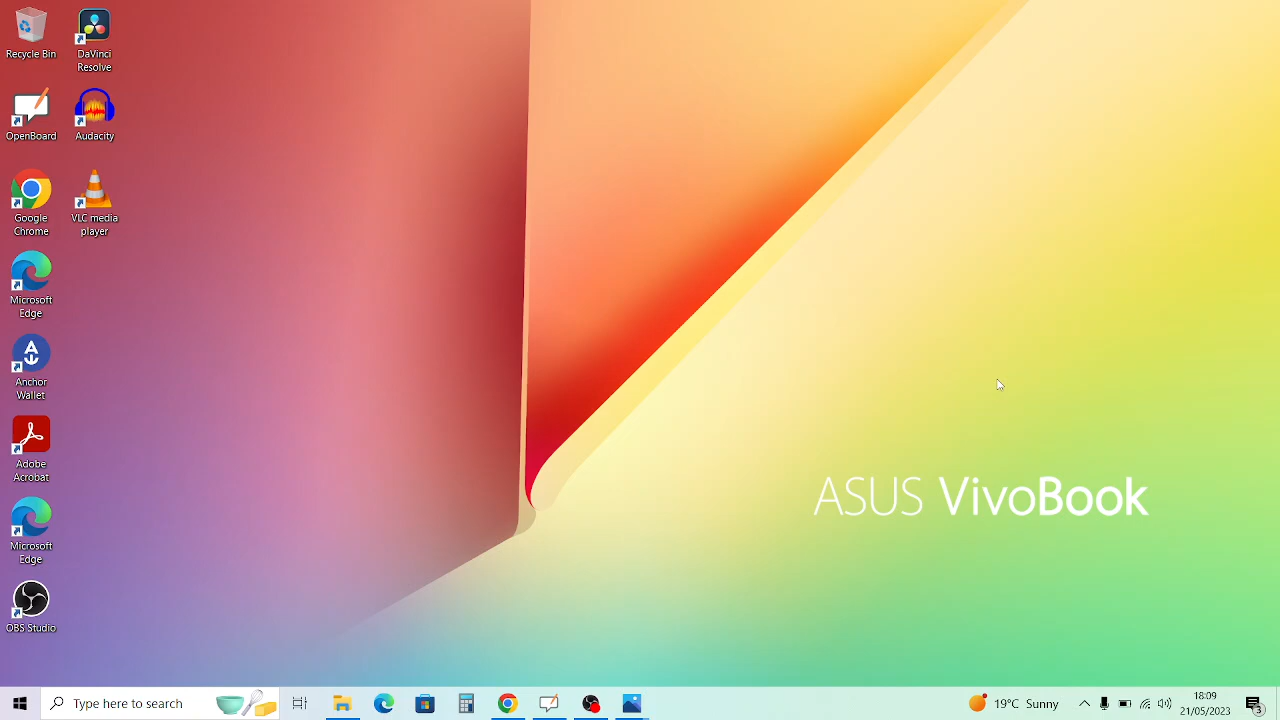 Recycle Bin
DaVinci
Resolve
OpenBoard
Audacity
Google
Chrome
VLC media
player
Microsoft
Edge
Anchor
Wallet
Adobe
Acrobat
Microsoft
Edge
OBS Studio
ASUS VivoBook
Type here to search
19°C Sunny
18:09
21/05/2023
3